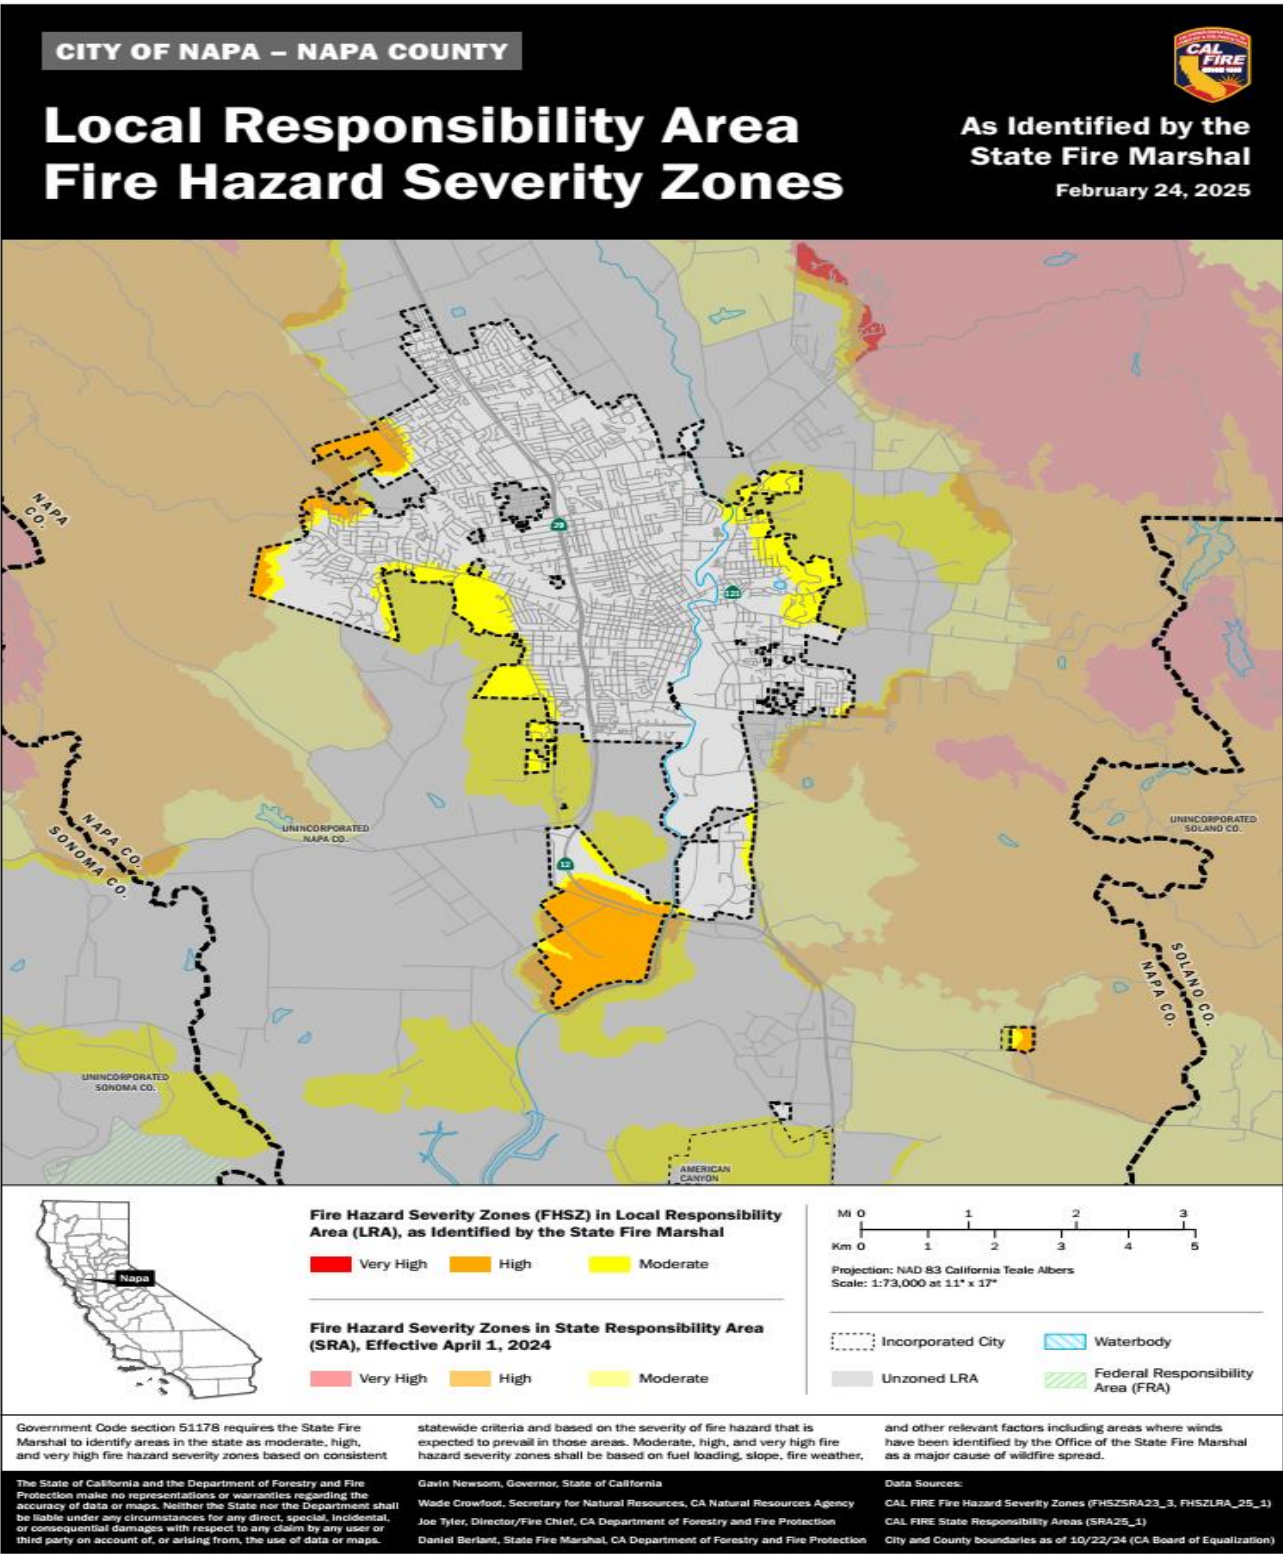 CITY OF NAPA – NAPA COUNTY
Local Responsibility Area
Fire Hazard Severity Zones
CAL
FIRE
SINCE 1885
As Identified by the
State Fire Marshal
February 24, 2025
NAPA
CO.
29
121
NAPA CO.
SONOMA CO.
UNINCORPORATED
NAPA CO.
UNINCORPORATED
SOLANO CO.
12
SOLANO CO.
NAPA CO.
UNINCORPORATED
SONOMA CO.
AMERICAN
CANYON
Napa
Fire Hazard Severity Zones (FHSZ) in Local Responsibility
Area (LRA), as Identified by the State Fire Marshal
Very High
High
Moderate
Fire Hazard Severity Zones in State Responsibility Area
(SRA), Effective April 1, 2024
Very High
High
Moderate
Mi 0 1 2 3
Km 0 1 2 3 4 5
Projection: NAD 83 California Teale Albers
Scale: 1:73,000 at 11" x 17"
Incorporated City
Waterbody
Unzoned LRA
Federal Responsibility
Area (FRA)
Government Code section 51178 requires the State Fire
Marshal to identify areas in the state as moderate, high,
and very high fire hazard severity zones based on consistent
statewide criteria and based on the severity of fire hazard that is
expected to prevail in those areas. Moderate, high, and very high fire
hazard severity zones shall be based on fuel loading, slope, fire weather,
and other relevant factors including areas where winds
have been identified by the Office of the State Fire Marshal
as a major cause of wildfire spread.
The State of California and the Department of Forestry and Fire
Protection make no representations or warranties regarding the
accuracy of data or maps. Neither the State nor the Department shall
be liable under any circumstances for any direct, special, incidental,
or consequential damages with respect to any claim by any user or
third party on account of, or arising from, the use of data or maps.
Gavin Newsom, Governor, State of California
Wade Crowfoot, Secretary for Natural Resources, CA Natural Resources Agency
Joe Tyler, Director/Fire Chief, CA Department of Forestry and Fire Protection
Daniel Berlant, State Fire Marshal, CA Department of Forestry and Fire Protection
Data Sources:
CAL FIRE Fire Hazard Severity Zones (FHSZSRA23_3, FHSZLRA_25_1)
CAL FIRE State Responsibility Areas (SRA25_1)
City and County boundaries as of 10/22/24 (CA Board of Equalization)